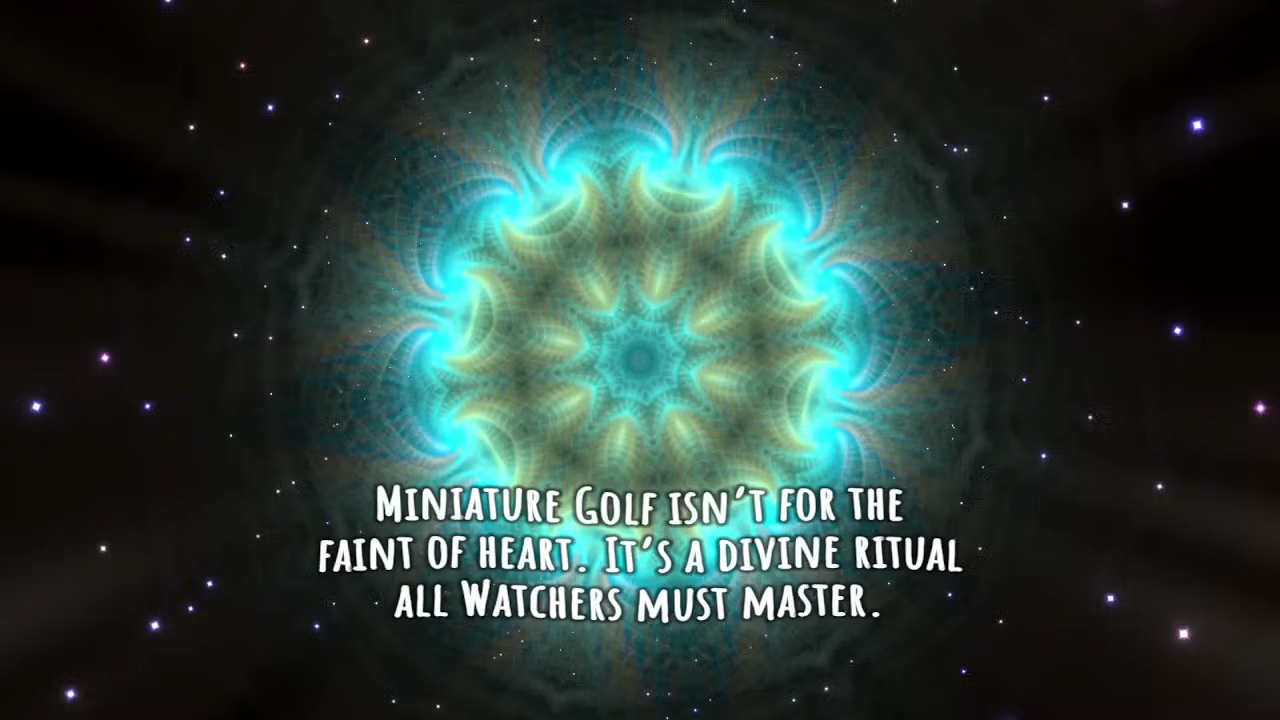 Miniature Golf isn't for the
faint of heart. It's a divine ritual
all Watchers must master.